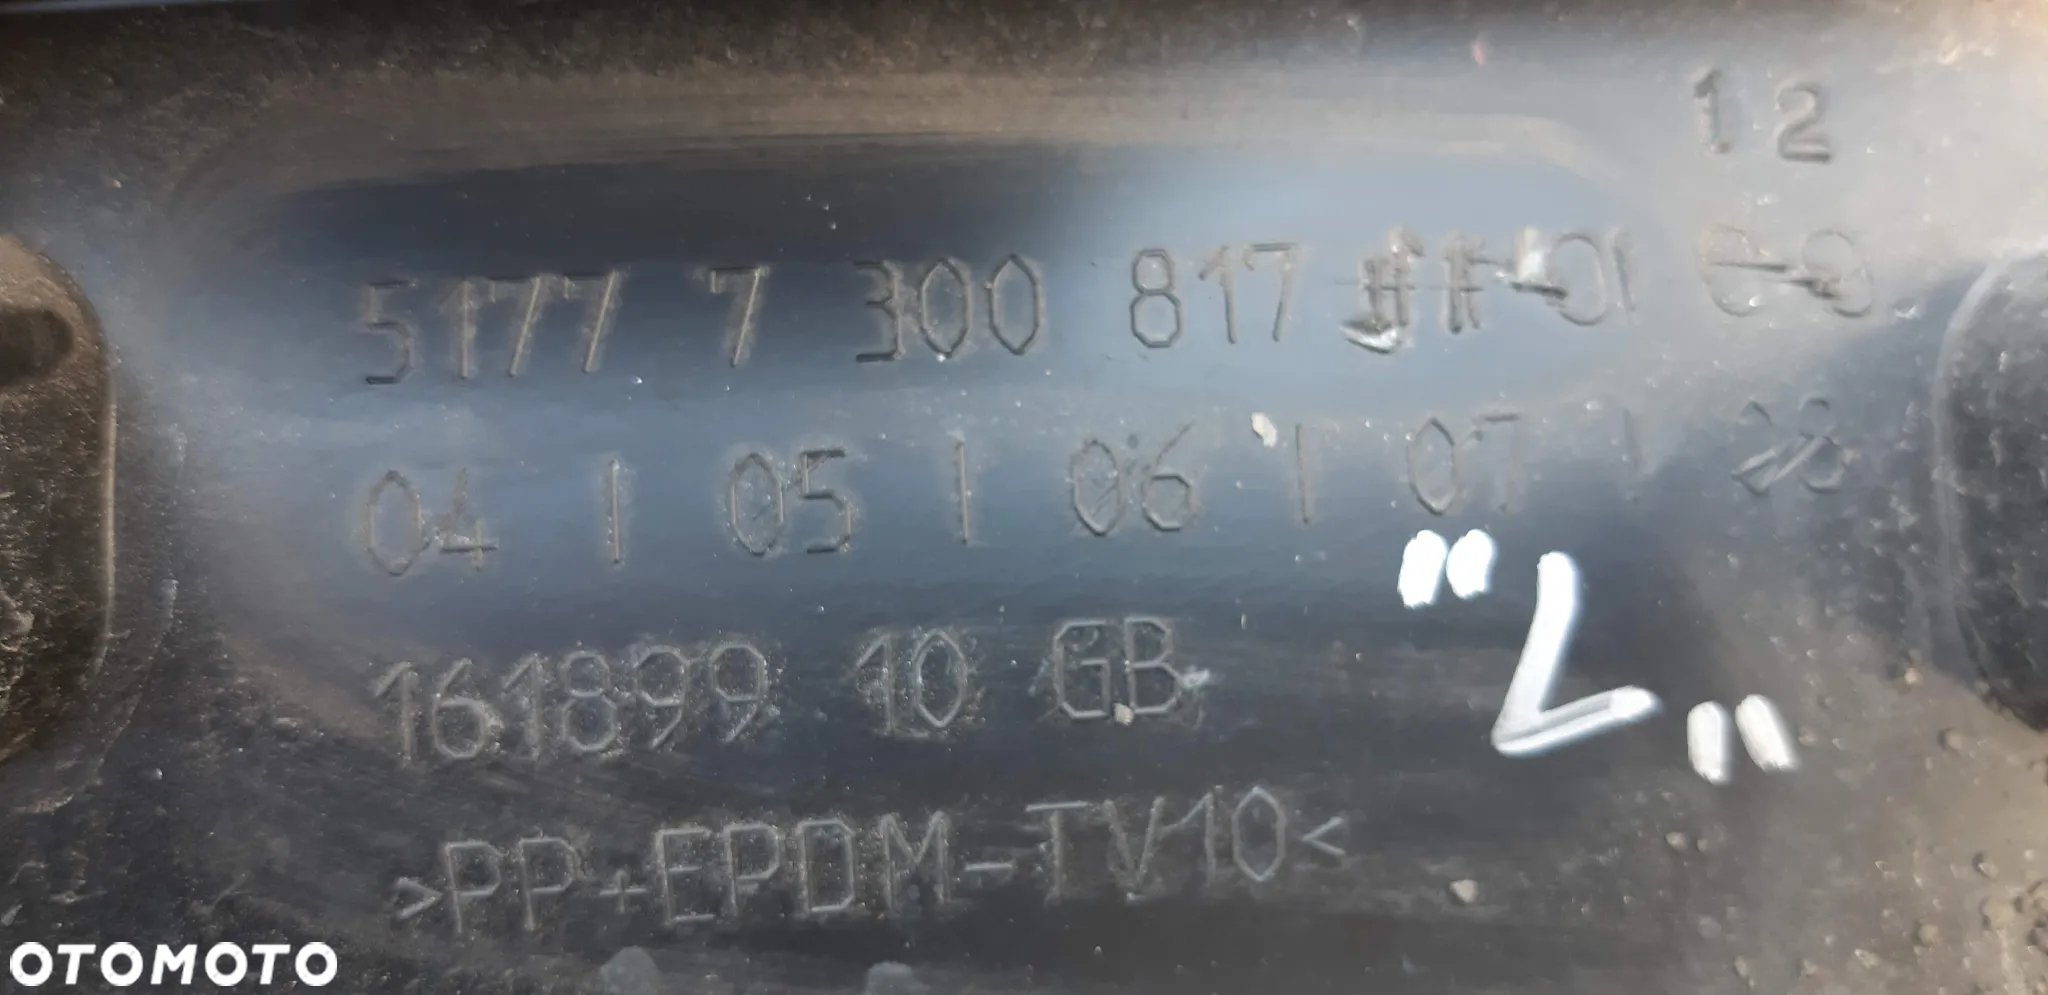 12
5177 7 300 817
04 | 05 | 06 | 07 |
161899 10 GB
"L"
>PP+EPDM-TV10<
OTOMOTO